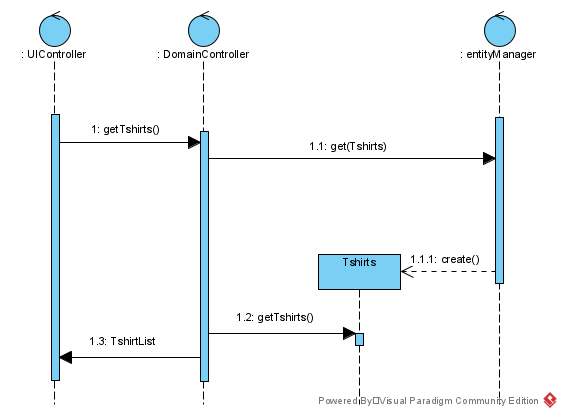 : UIController
: DomainController
: entityManager
1: getTshirts()
1.1: get(Tshirts)
Tshirts
1.1.1: create()
1.2: getTshirts()
1.3: TshirtList
Powered By Visual Paradigm Community Edition